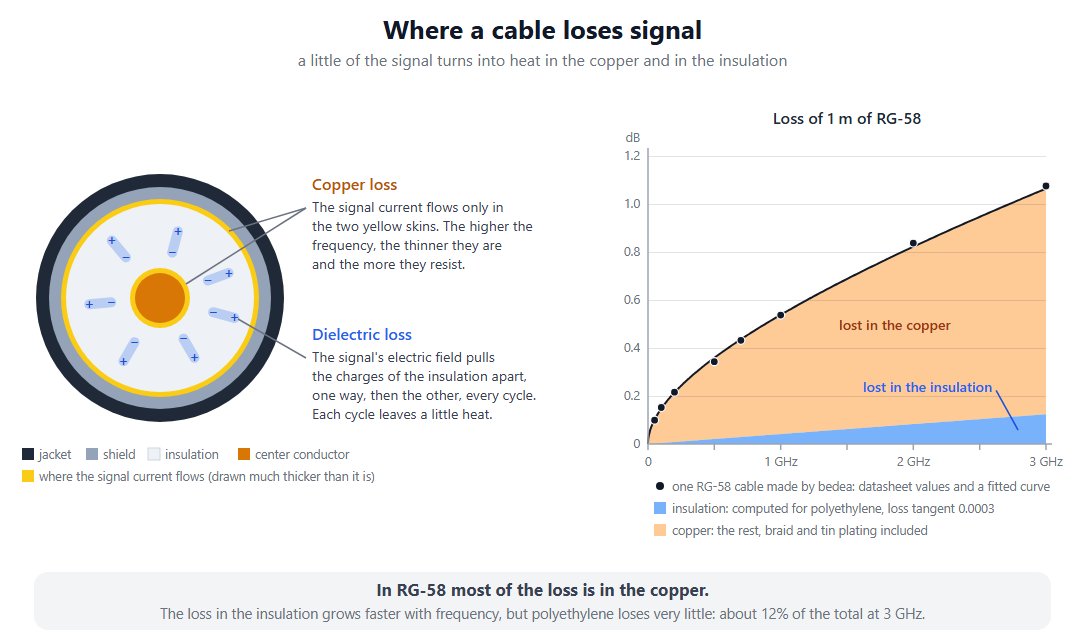 Where a cable loses signal
a little of the signal turns into heat in the copper and in the insulation
Copper loss
The signal current flows only in
the two yellow skins. The higher the
frequency, the thinner they are
and the more they resist.
Dielectric loss
The signal's electric field pulls
the charges of the insulation apart,
one way, then the other, every cycle.
Each cycle leaves a little heat.
+ −
+ −
− +
− +
− +
− +
+ −
jacket shield insulation center conductor
where the signal current flows (drawn much thicker than it is)
Loss of 1 m of RG-58
dB
1.2
1.0
0.8
0.6
0.4
0.2
0
lost in the copper
lost in the insulation
0 1 GHz 2 GHz 3 GHz
one RG-58 cable made by bedea: datasheet values and a fitted curve
insulation: computed for polyethylene, loss tangent 0.0003
copper: the rest, braid and tin plating included
In RG-58 most of the loss is in the copper.
The loss in the insulation grows faster with frequency, but polyethylene loses very little: about 12% of the total at 3 GHz.